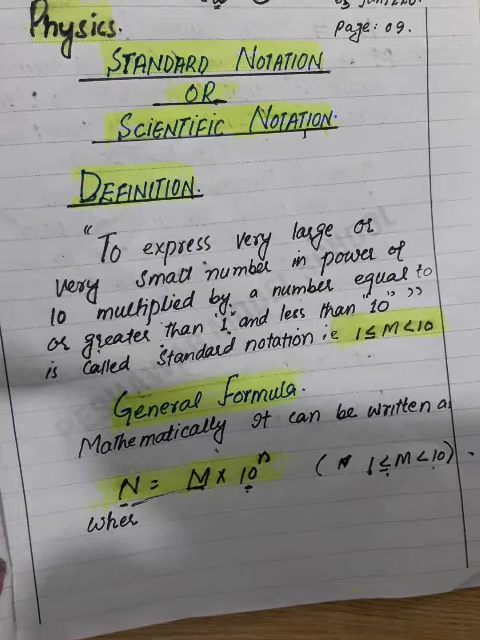 Physics.
Page: 09.
STANDARD NOTATION
OR
SCIENTIFIC NOTATION.
DEFINITION.
"To express very large or
very small number in power of
10 multiplied by a number equal to
or greater than "1" and less than "10" "
is called standard notation i.e 1≤M<10
General Formula.
Mathematically It can be written as
N = M x 10ⁿ ( 1≤M<10).
wher